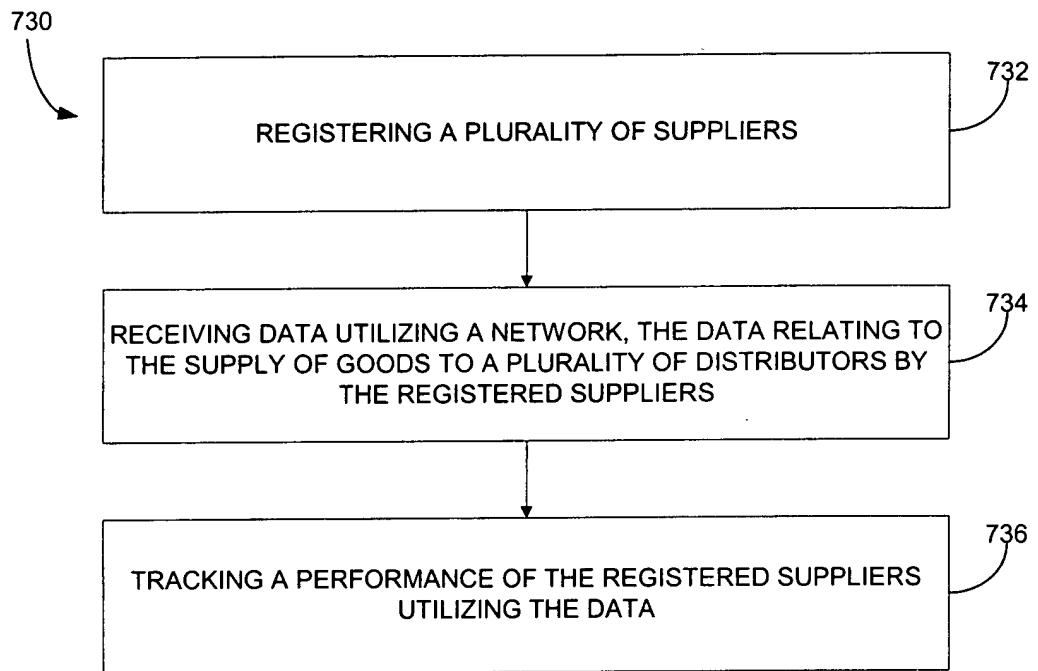 730
732
REGISTERING A PLURALITY OF SUPPLIERS
734
RECEIVING DATA UTILIZING A NETWORK, THE DATA RELATING TO
THE SUPPLY OF GOODS TO A PLURALITY OF DISTRIBUTORS BY
THE REGISTERED SUPPLIERS
736
TRACKING A PERFORMANCE OF THE REGISTERED SUPPLIERS
UTILIZING THE DATA